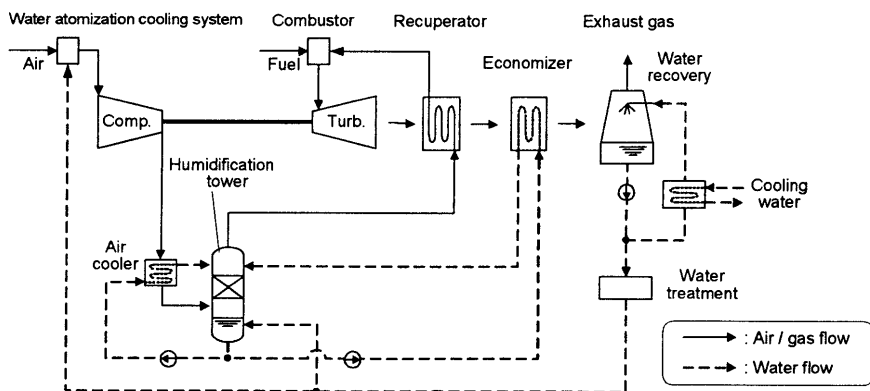 Water atomization cooling system
Combustor
Recuperator
Exhaust gas
Air
Fuel
Economizer
Water
recovery
Comp.
Turb.
Humidification
tower
Cooling
water
Air
cooler
Water
treatment
: Air / gas flow
: Water flow